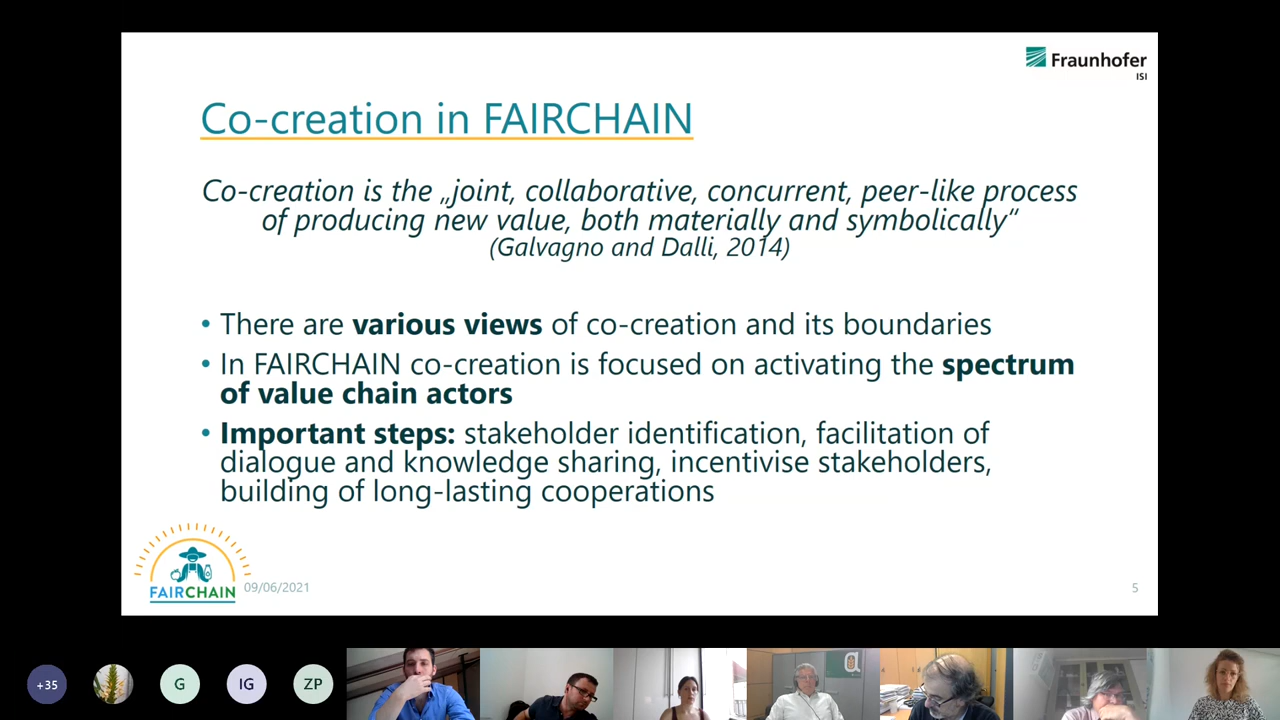 Fraunhofer
ISI
Co-creation in FAIRCHAIN
Co-creation is the „joint, collaborative, concurrent, peer-like process
of producing new value, both materially and symbolically“
(Galvagno and Dalli, 2014)
• There are various views of co-creation and its boundaries
• In FAIRCHAIN co-creation is focused on activating the spectrum
of value chain actors
• Important steps: stakeholder identification, facilitation of
dialogue and knowledge sharing, incentivise stakeholders,
building of long-lasting cooperations
FAIRCHAIN
09/06/2021
5
+35
G
IG
ZP